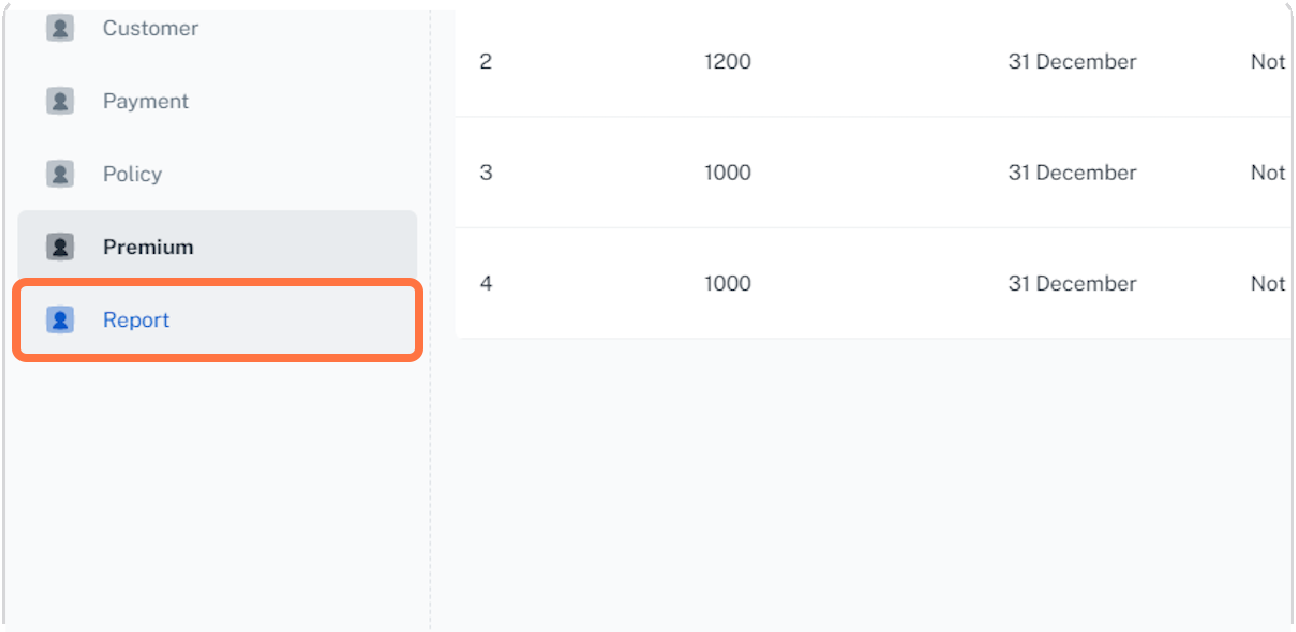 Customer
Payment
Policy
Premium
Report
2 1200 31 December Not
3 1000 31 December Not
4 1000 31 December Not